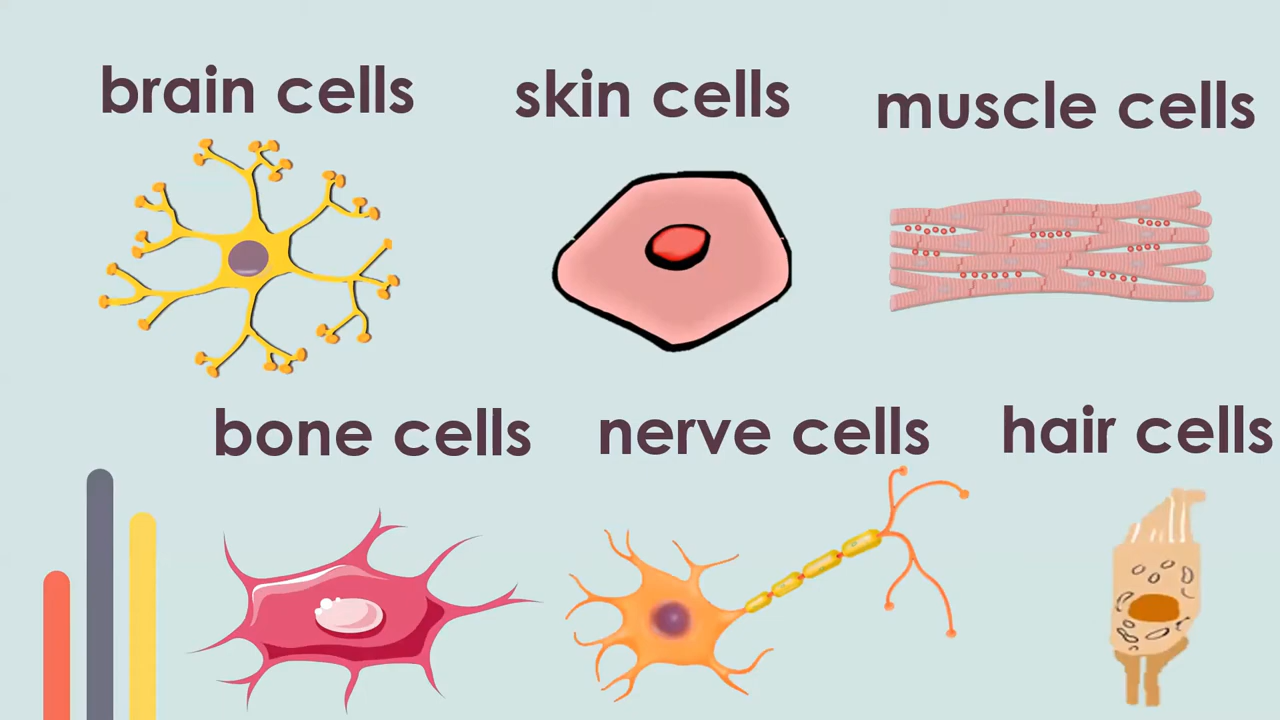 brain cells
skin cells
muscle cells
bone cells
nerve cells
hair cells